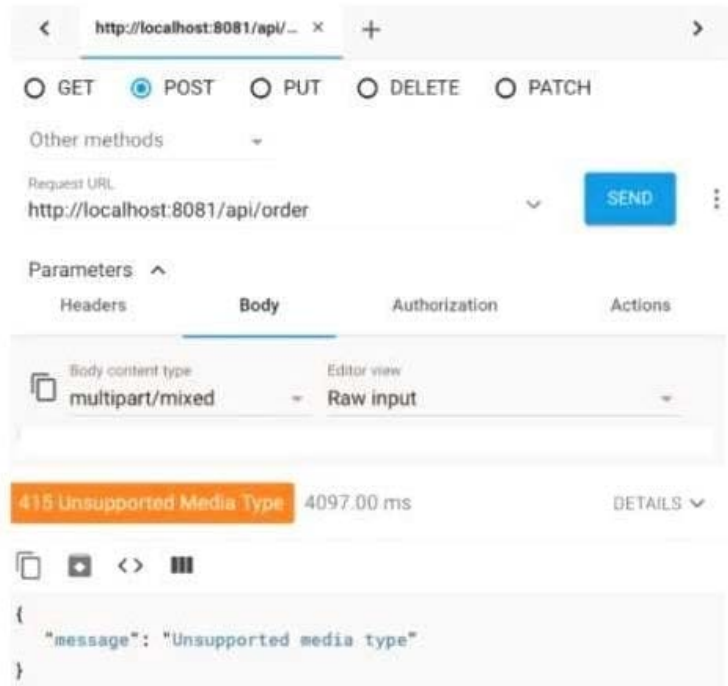 http://localhost:8081/api/... × +
GET POST PUT DELETE PATCH
Other methods
Request URL
http://localhost:8081/api/order
SEND
Parameters
Headers Body Authorization Actions
Body content type Editor view
multipart/mixed Raw input
415 Unsupported Media Type 4097.00 ms DETAILS
<>
{
"message": "Unsupported media type"
}